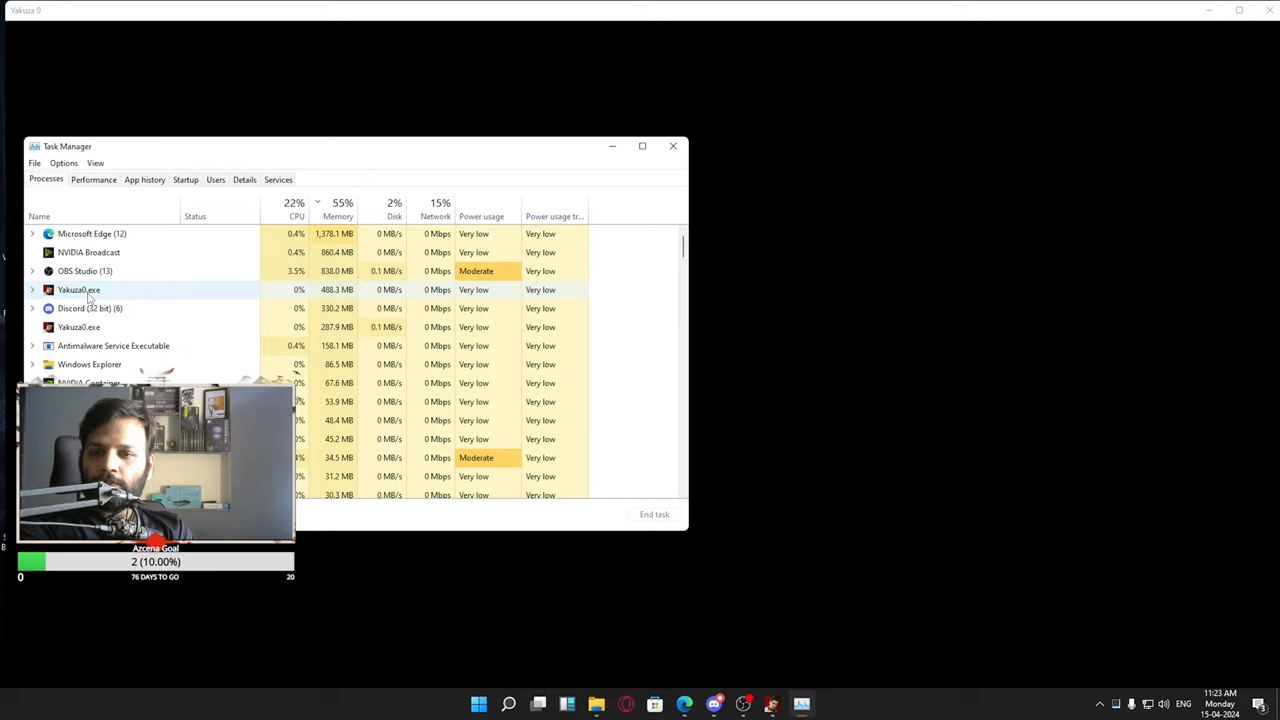 Yakuza 0
Task Manager
File Options View
Processes Performance App history Startup Users Details Services
22% 55% 2% 15%
Name Status CPU Memory Disk Network Power usage Power usage tr...
Microsoft Edge (12) 0.4% 1,378.1 MB 0 MB/s 0 Mbps Very low Very low
NVIDIA Broadcast 0.4% 860.4 MB 0 MB/s 0 Mbps Very low Very low
OBS Studio (13) 3.5% 838.0 MB 0.1 MB/s 0 Mbps Moderate Very low
Yakuza0.exe 0% 488.3 MB 0 MB/s 0 Mbps Very low Very low
Discord (32 bit) (6) 0% 330.2 MB 0 MB/s 0 Mbps Very low Very low
Yakuza0.exe 0% 287.9 MB 0.1 MB/s 0 Mbps Very low Very low
Antimalware Service Executable 0.4% 158.1 MB 0 MB/s 0 Mbps Very low Very low
Windows Explorer 0% 86.5 MB 0 MB/s 0 Mbps Very low Very low
NVIDIA Container 0% 67.6 MB 0 MB/s 0 Mbps Very low Very low
53.9 MB 0 MB/s 0 Mbps Very low Very low
0% 48.4 MB 0 MB/s 0 Mbps Very low Very low
0% 45.2 MB 0 MB/s 0 Mbps Very low Very low
34.5 MB 0 MB/s 0 Mbps Moderate Very low
0% 31.2 MB 0 MB/s 0 Mbps Very low Very low
0% 30.3 MB 0 MB/s 0 Mbps Very low Very low
End task
Azcena Goal
2 (10.00%)
0 76 DAYS TO GO 20
ENG
11:23 AM
Monday
15-04-2024
3